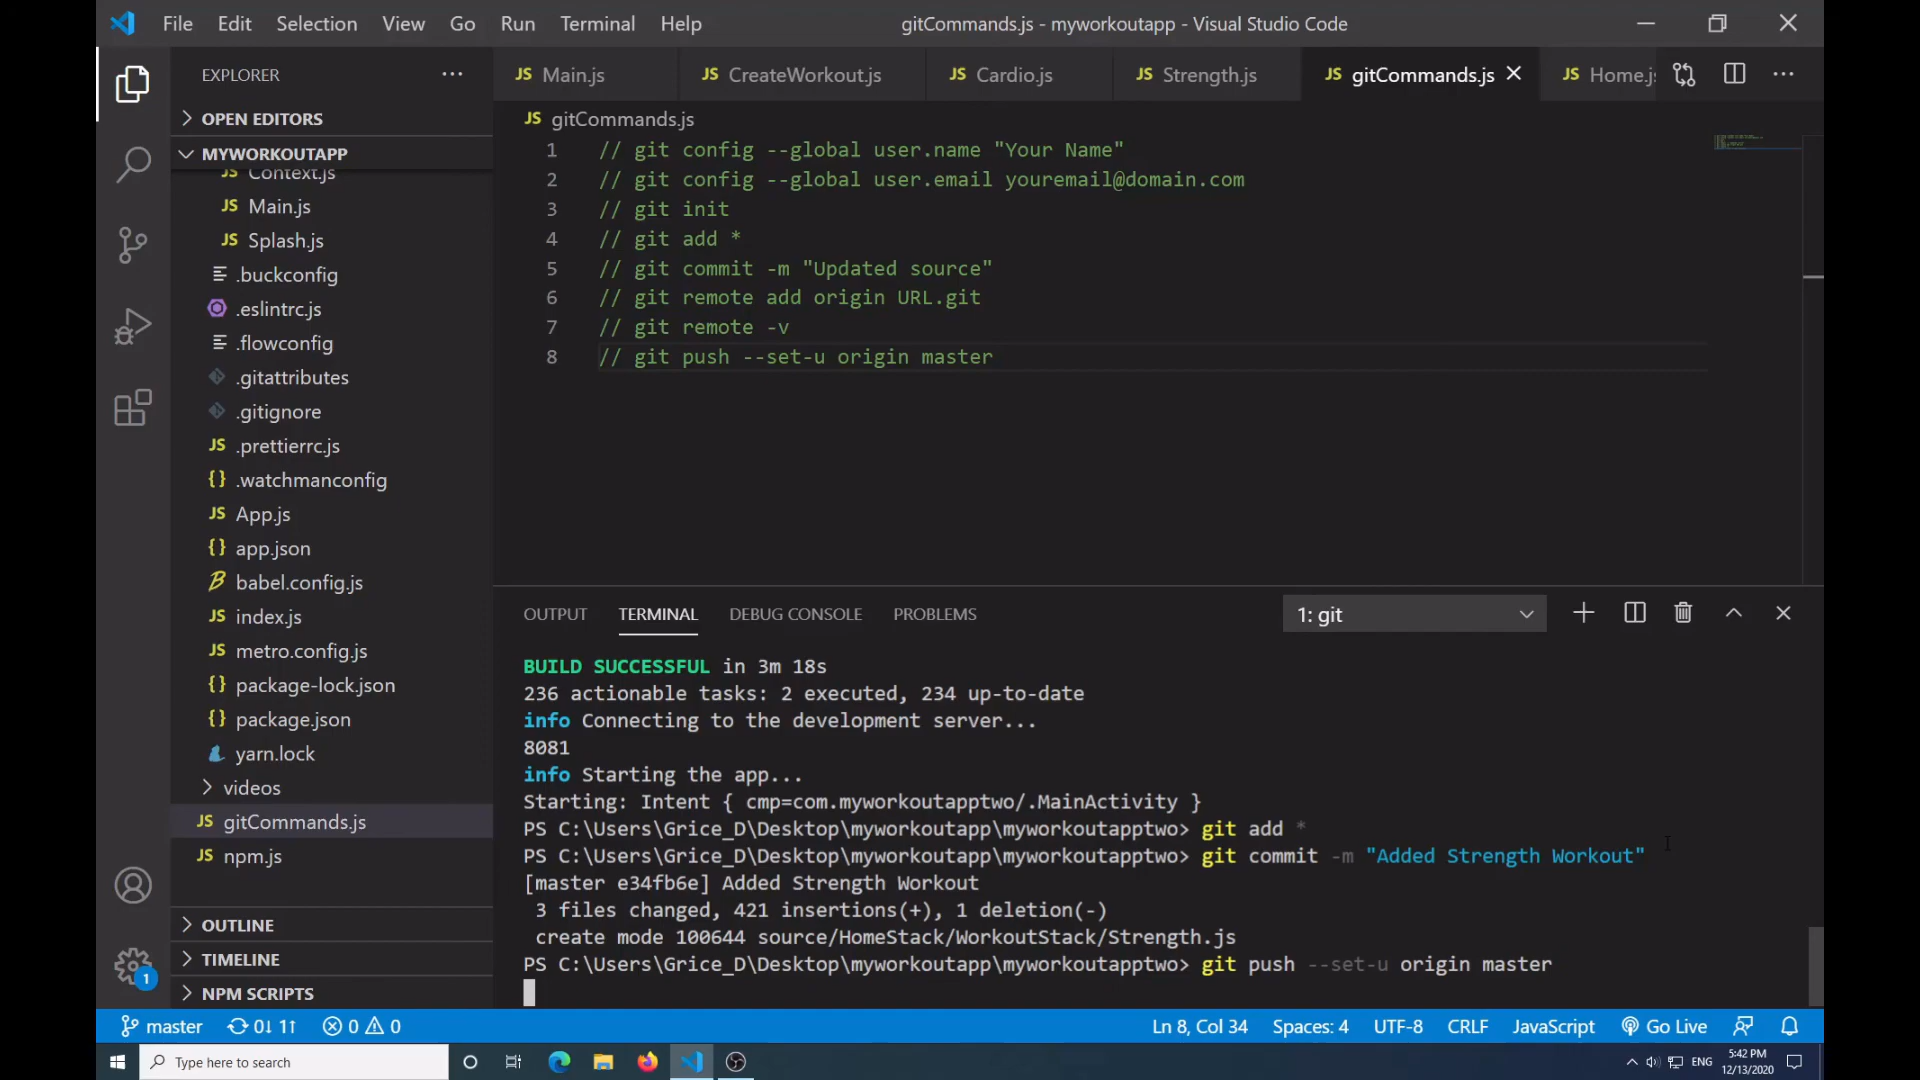 File Edit Selection View Go Run Terminal Help
gitCommands.js - myworkoutapp - Visual Studio Code
EXPLORER
OPEN EDITORS
MYWORKOUTAPP
Context.js
JS Main.js
JS Splash.js
.buckconfig
.eslintrc.js
.flowconfig
.gitattributes
.gitignore
JS .prettierrc.js
{} .watchmanconfig
JS App.js
{} app.json
babel.config.js
JS index.js
JS metro.config.js
{} package-lock.json
{} package.json
yarn.lock
videos
JS gitCommands.js
JS npm.js
OUTLINE
TIMELINE
NPM SCRIPTS
1
JS Main.js JS CreateWorkout.js JS Cardio.js JS Strength.js JS gitCommands.js JS Home.js
JS gitCommands.js
1 // git config --global user.name "Your Name"
2 // git config --global user.email youremail@domain.com
3 // git init
4 // git add *
5 // git commit -m "Updated source"
6 // git remote add origin URL.git
7 // git remote -v
8 // git push --set-u origin master
OUTPUT TERMINAL DEBUG CONSOLE PROBLEMS
1: git
BUILD SUCCESSFUL in 3m 18s
236 actionable tasks: 2 executed, 234 up-to-date
info Connecting to the development server...
8081
info Starting the app...
Starting: Intent { cmp=com.myworkoutapptwo/.MainActivity }
PS C:\Users\Grice_D\Desktop\myworkoutapp\myworkoutapptwo> git add *
PS C:\Users\Grice_D\Desktop\myworkoutapp\myworkoutapptwo> git commit -m "Added Strength Workout"
[master e34fb6e] Added Strength Workout
3 files changed, 421 insertions(+), 1 deletion(-)
create mode 100644 source/HomeStack/WorkoutStack/Strength.js
PS C:\Users\Grice_D\Desktop\myworkoutapp\myworkoutapptwo> git push --set-u origin master
master 0↓ 1↑ 0 0
Ln 8, Col 34 Spaces: 4 UTF-8 CRLF JavaScript Go Live
Type here to search
ENG
5:42 PM
12/13/2020